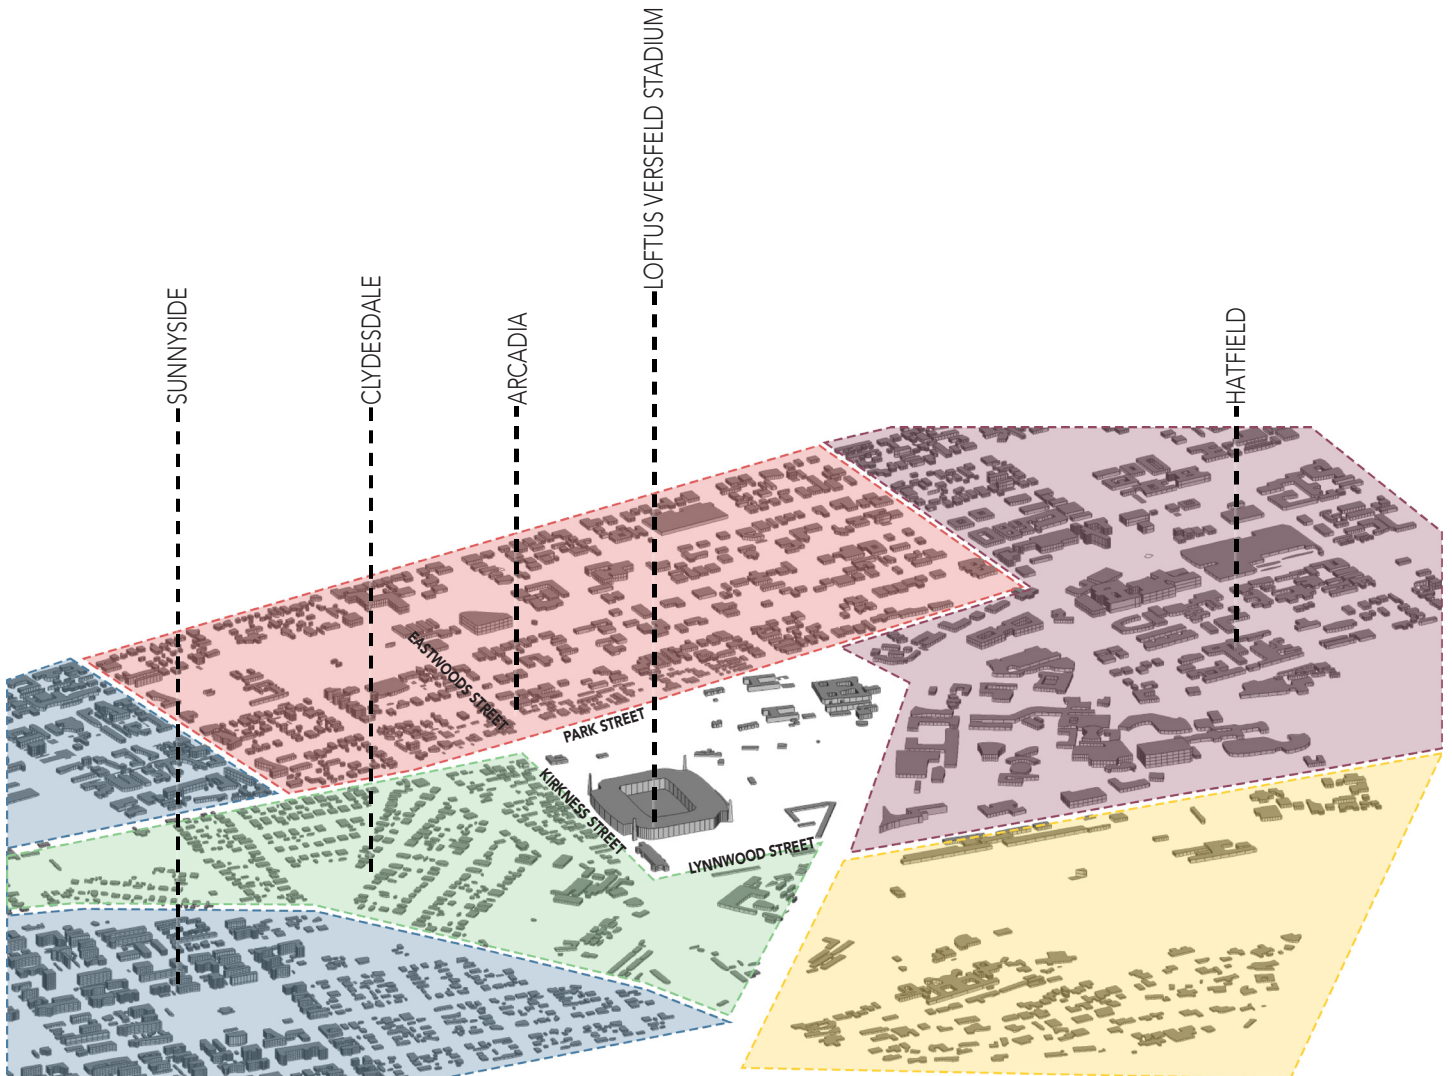 SUNNYSIDE
CLYDESDALE
ARCADIA
LOFTUS VERSFELD STADIUM
HATFIELD
EASTWOODS STREET
PARK STREET
KIRKNESS STREET
LYNNWOOD STREET